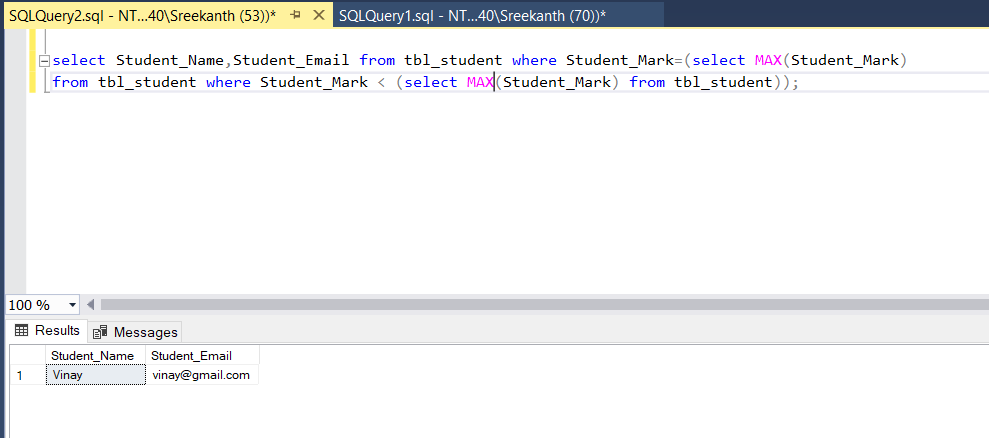 SQLQuery2.sql - NT...40\Sreekanth (53))* SQLQuery1.sql - NT...40\Sreekanth (70))*
select Student_Name,Student_Email from tbl_student where Student_Mark=(select MAX(Student_Mark)
from tbl_student where Student_Mark < (select MAX(Student_Mark) from tbl_student));
100 %
Results Messages
Student_Name Student_Email
1 Vinay vinay@gmail.com